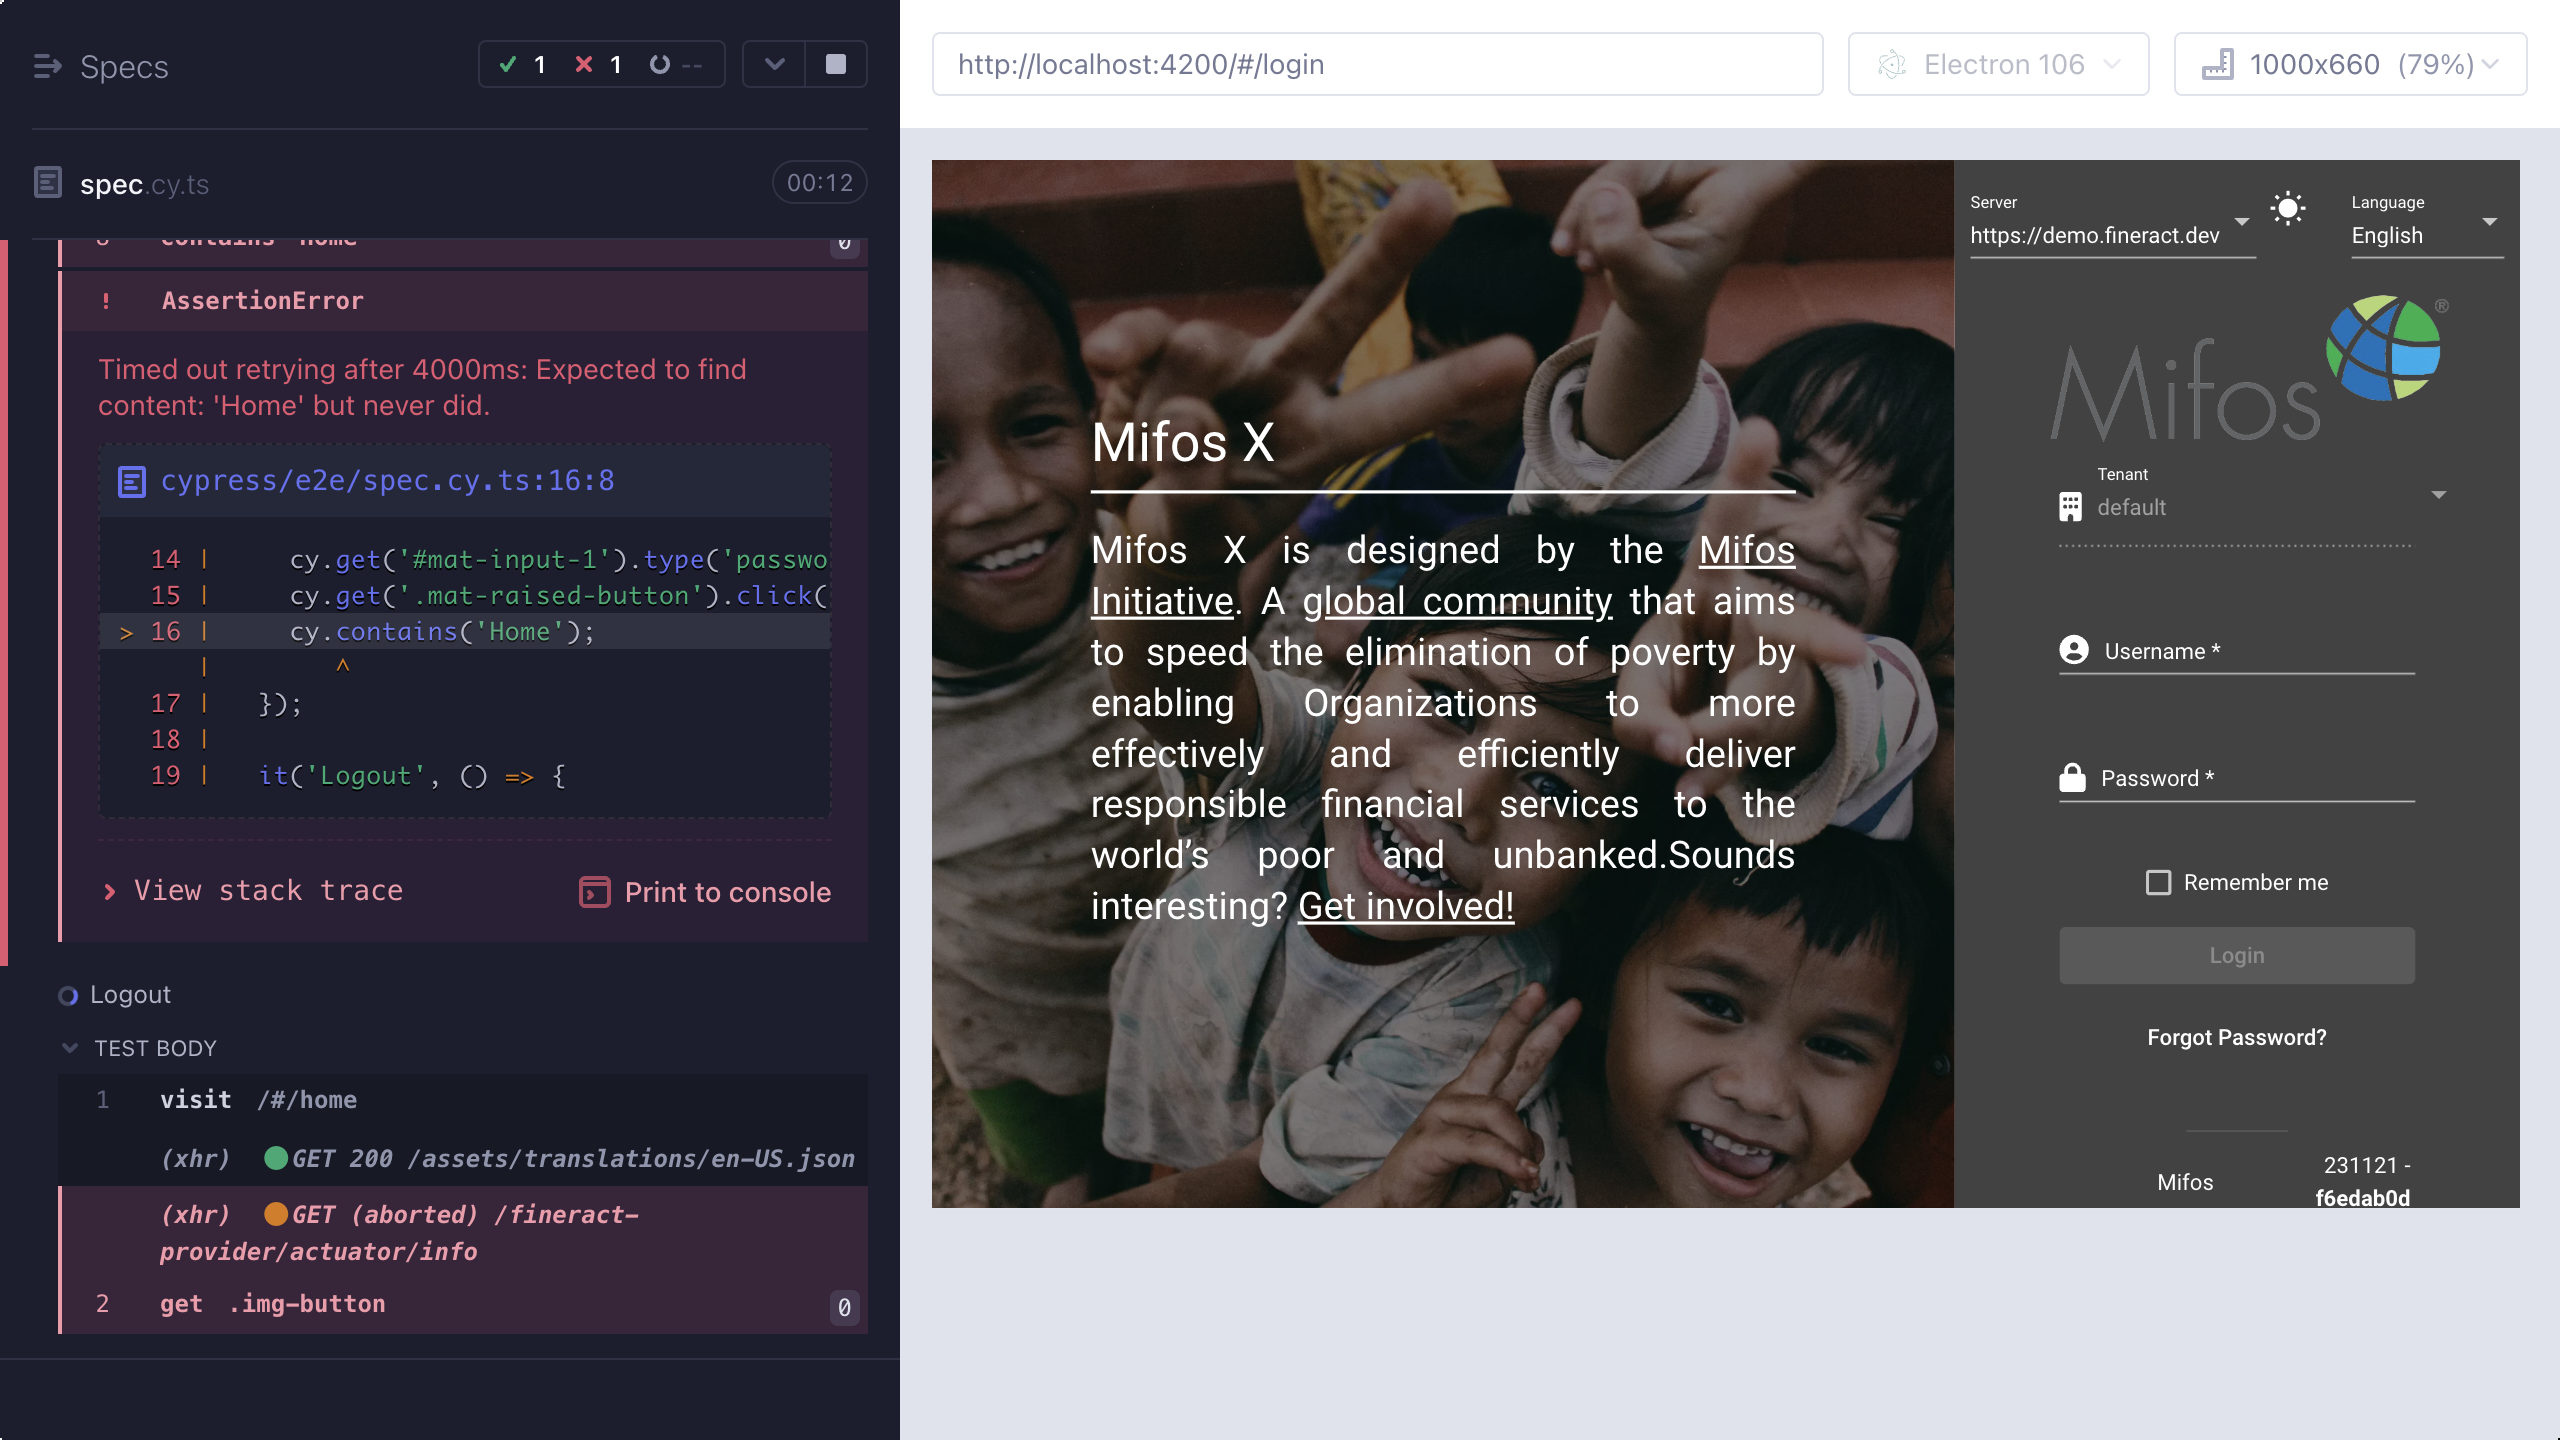 Specs
1
1
--
spec.cy.ts
00:12
contains Home
0
! AssertionError
Timed out retrying after 4000ms: Expected to find
content: 'Home' but never did.
cypress/e2e/spec.cy.ts:16:8
14 | cy.get('#mat-input-1').type('passwo
15 | cy.get('.mat-raised-button').click(
> 16 | cy.contains('Home');
| ^
17 | });
18 |
19 | it('Logout', () => {
View stack trace
Print to console
Logout
TEST BODY
1 visit /#/home
(xhr) GET 200 /assets/translations/en-US.json
(xhr) GET (aborted) /fineract-
provider/actuator/info
2 get .img-button
0
http://localhost:4200/#/login
Electron 106
1000x660 (79%)
Mifos X
Mifos X is designed by the Mifos
Initiative. A global community that aims
to speed the elimination of poverty by
enabling Organizations to more
effectively and efficiently deliver
responsible financial services to the
world’s poor and unbanked.Sounds
interesting? Get involved!
Server
https://demo.fineract.dev
Language
English
Mifos ®
Tenant
default
Username *
Password *
Remember me
Login
Forgot Password?
Mifos
231121 -
f6edab0d